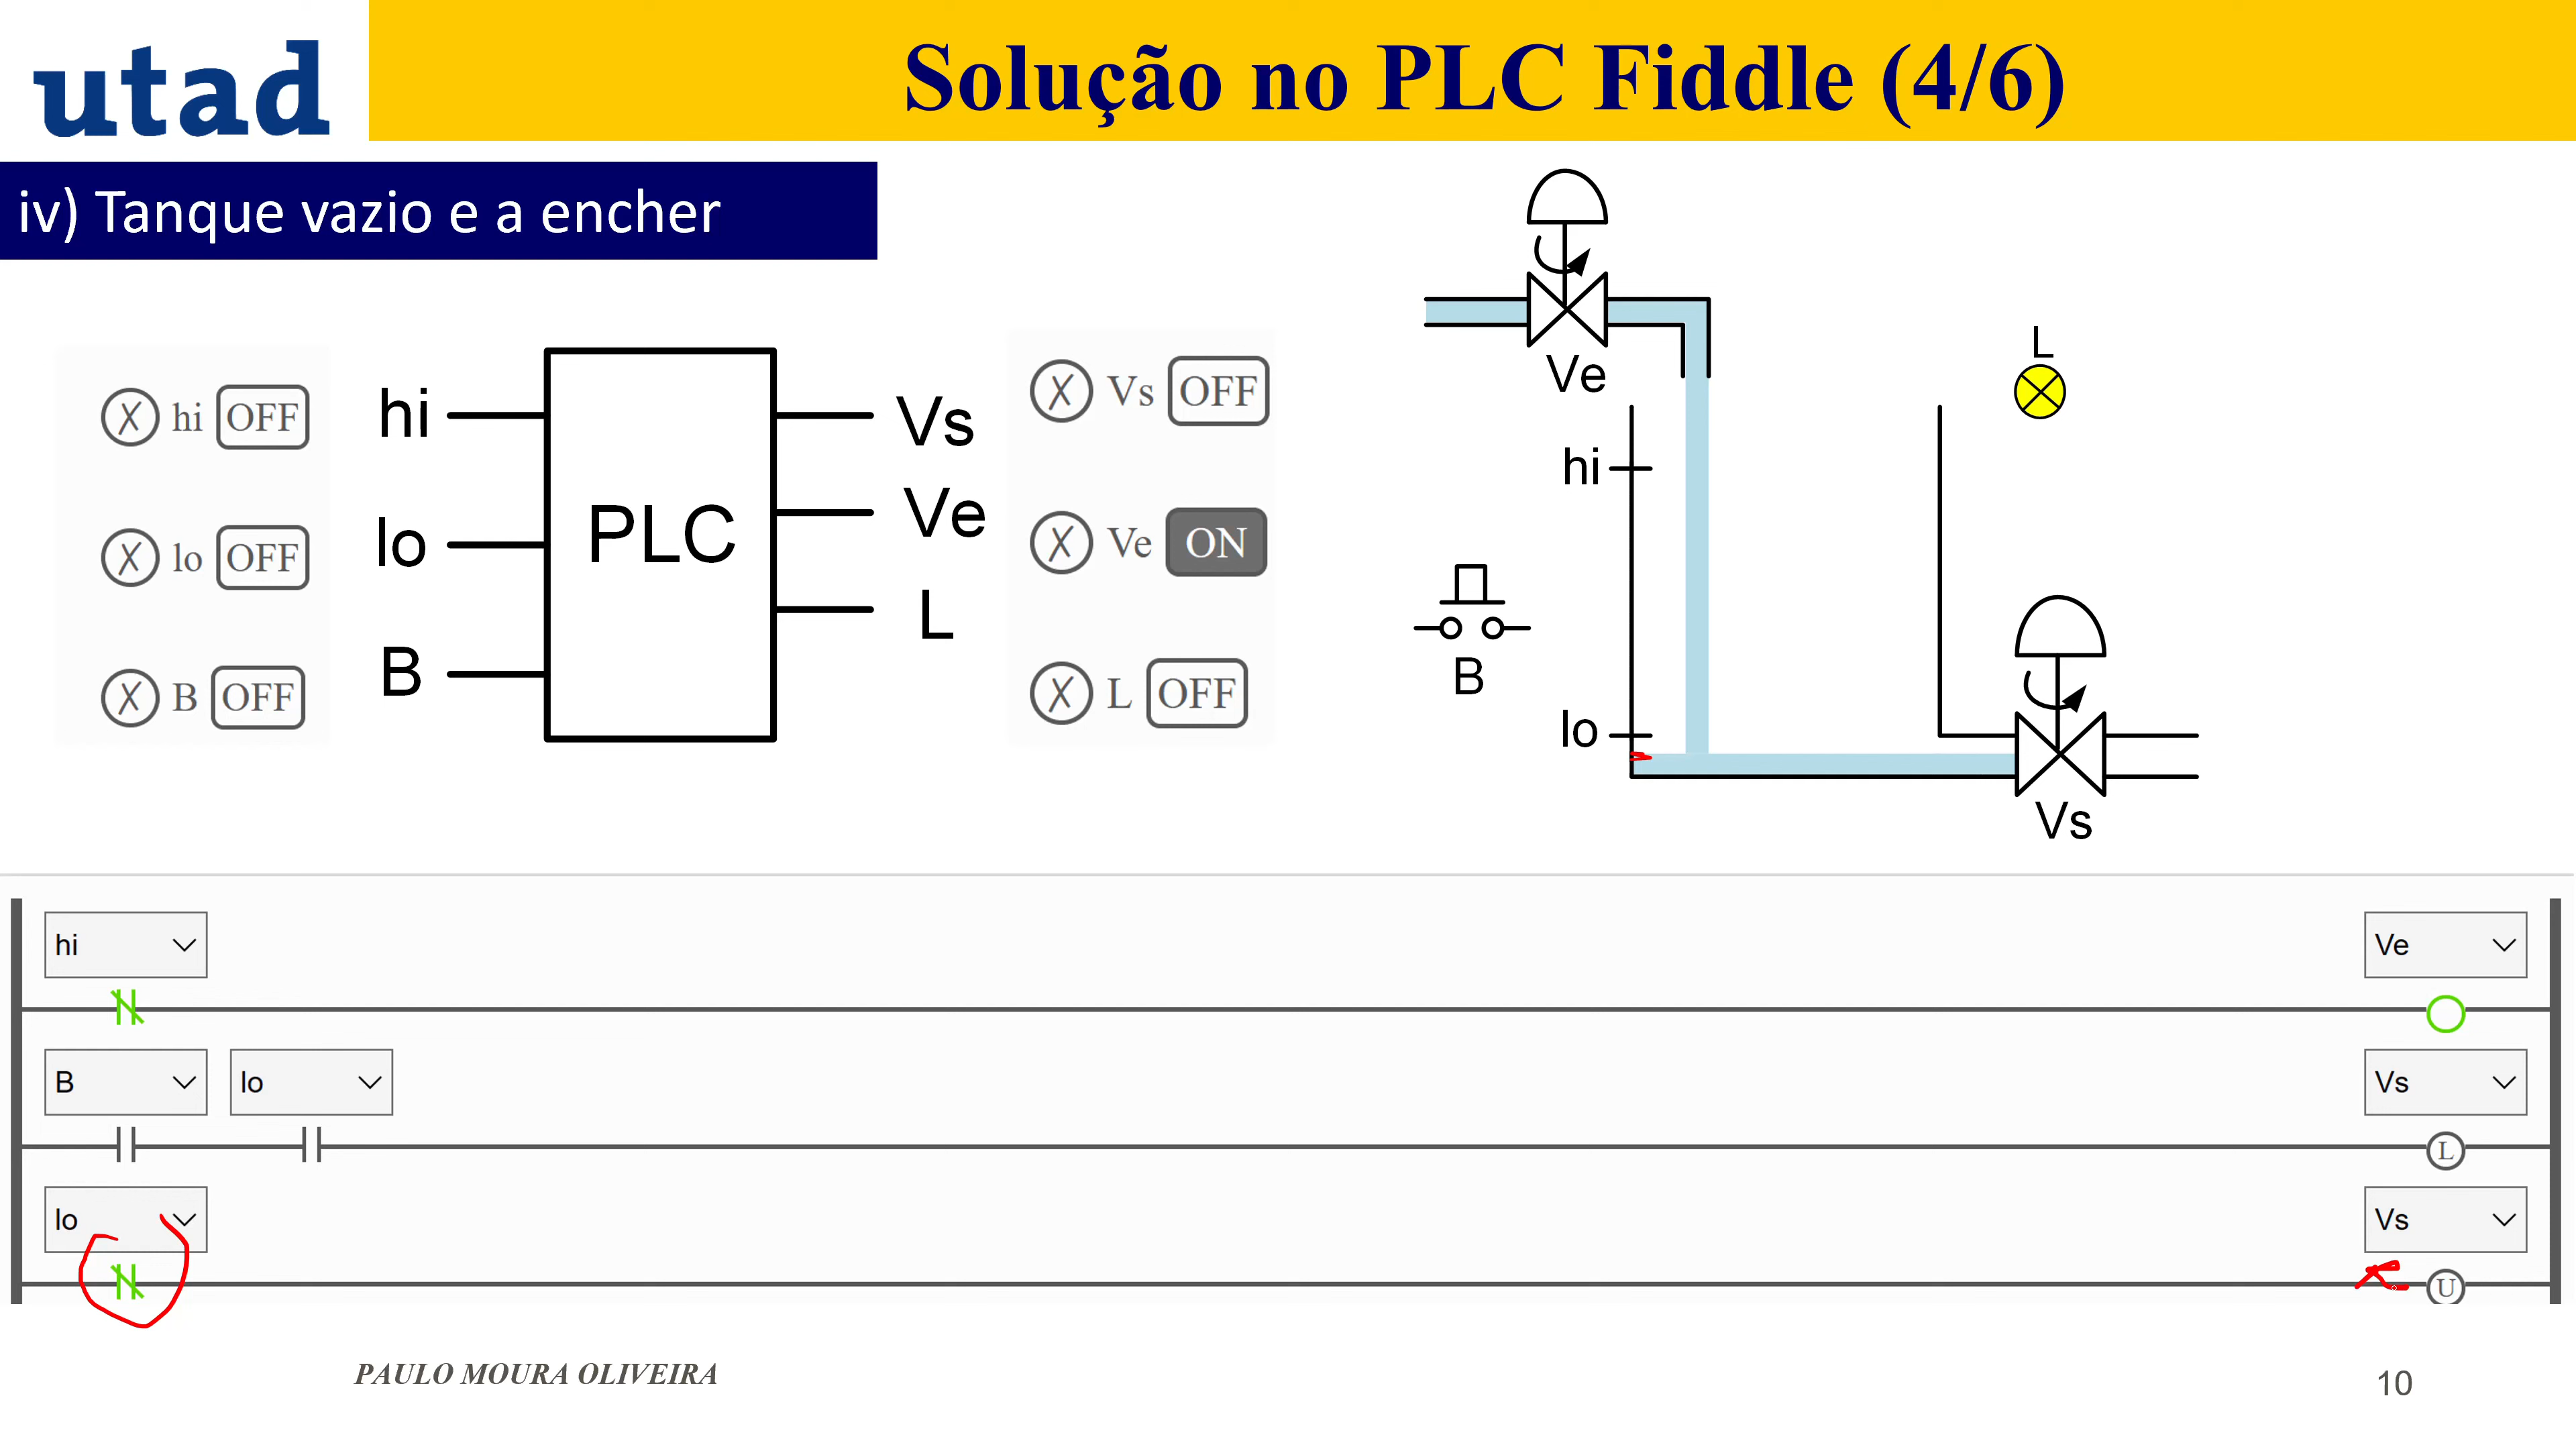 utad
Solução no PLC Fiddle (4/6)
iv) Tanque vazio e a encher
hi OFF
lo OFF
B OFF
hi
lo
B
PLC
Vs
Ve
L
Vs OFF
Ve ON
L OFF
Ve
L
hi
B
lo
Vs
hi
Ve
B
lo
Vs
L
lo
Vs
U
PAULO MOURA OLIVEIRA
10